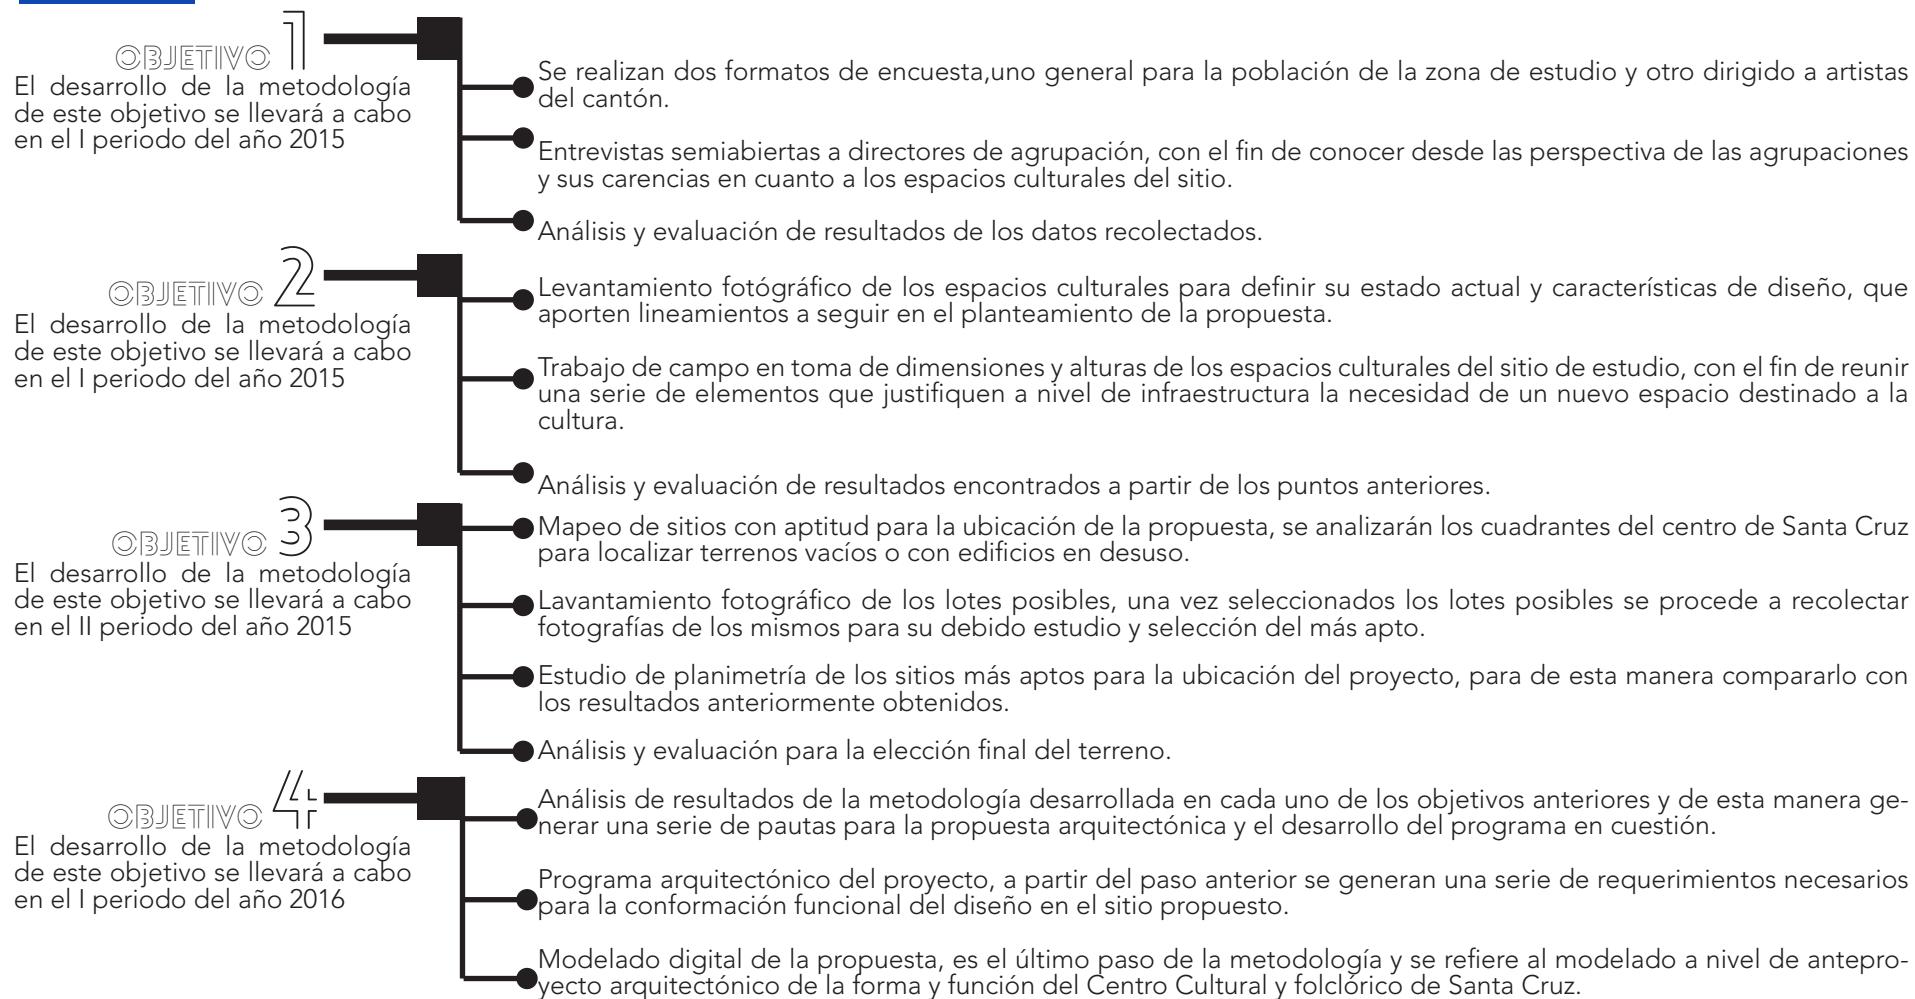 OBJETIVO 1
El desarrollo de la metodología
de este objetivo se llevará a cabo
en el I periodo del año 2015
Se realizan dos formatos de encuesta,uno general para la población de la zona de estudio y otro dirigido a artistas
del cantón.
Entrevistas semiabiertas a directores de agrupación, con el fin de conocer desde las perspectiva de las agrupaciones
y sus carencias en cuanto a los espacios culturales del sitio.
Análisis y evaluación de resultados de los datos recolectados.
OBJETIVO 2
El desarrollo de la metodología
de este objetivo se llevará a cabo
en el I periodo del año 2015
Levantamiento fotógráfico de los espacios culturales para definir su estado actual y características de diseño, que
aporten lineamientos a seguir en el planteamiento de la propuesta.
Trabajo de campo en toma de dimensiones y alturas de los espacios culturales del sitio de estudio, con el fin de reunir
una serie de elementos que justifiquen a nivel de infraestructura la necesidad de un nuevo espacio destinado a la
cultura.
Análisis y evaluación de resultados encontrados a partir de los puntos anteriores.
OBJETIVO 3
El desarrollo de la metodología
de este objetivo se llevará a cabo
en el II periodo del año 2015
Mapeo de sitios con aptitud para la ubicación de la propuesta, se analizarán los cuadrantes del centro de Santa Cruz
para localizar terrenos vacíos o con edificios en desuso.
Lavantamiento fotográfico de los lotes posibles, una vez seleccionados los lotes posibles se procede a recolectar
fotografías de los mismos para su debido estudio y selección del más apto.
Estudio de planimetría de los sitios más aptos para la ubicación del proyecto, para de esta manera compararlo con
los resultados anteriormente obtenidos.
Análisis y evaluación para la elección final del terreno.
OBJETIVO 4
El desarrollo de la metodología
de este objetivo se llevará a cabo
en el I periodo del año 2016
Análisis de resultados de la metodología desarrollada en cada uno de los objetivos anteriores y de esta manera ge-
nerar una serie de pautas para la propuesta arquitectónica y el desarrollo del programa en cuestión.
Programa arquitectónico del proyecto, a partir del paso anterior se generan una serie de requerimientos necesarios
para la conformación funcional del diseño en el sitio propuesto.
Modelado digital de la propuesta, es el último paso de la metodología y se refiere al modelado a nivel de antepro-
yecto arquitectónico de la forma y función del Centro Cultural y folclórico de Santa Cruz.